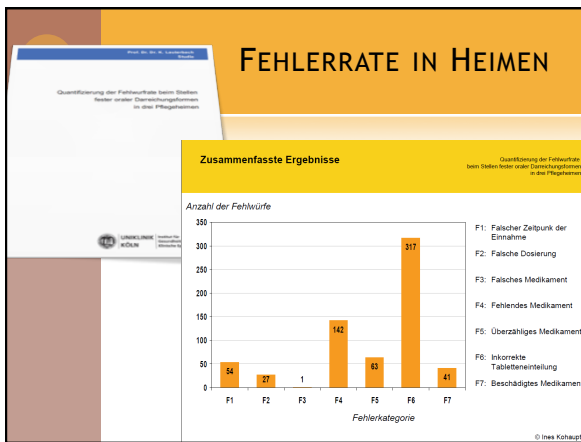 FEHLERRATE IN HEIMEN
Prof. Dr. Dr. K. Lauterbach
Studie
Quantifizierung der Fehlwurfrate beim Stellen
fester oraler Darreichungsformen
in drei Pflegeheimen
UNIKLINIK
KÖLN
Institut für
Zusammenfasste Ergebnisse
Quantifizierung der Fehlwurfrate
beim Stellen fester oraler Darreichungsformen
in drei Pflegeheimen
Anzahl der Fehlwürfe
350
300
250
200
150
100
50
0
54
27
1
142
63
317
41
F1 F2 F3 F4 F5 F6 F7
Fehlerkategorie
F1: Falscher Zeitpunk der
Einnahme
F2: Falsche Dosierung
F3: Falsches Medikament
F4: Fehlendes Medikament
F5: Überzähliges Medikament
F6: Inkorrekte
Tabletteneinteilung
F7: Beschädigtes Medikament
© Ines Kohaupt